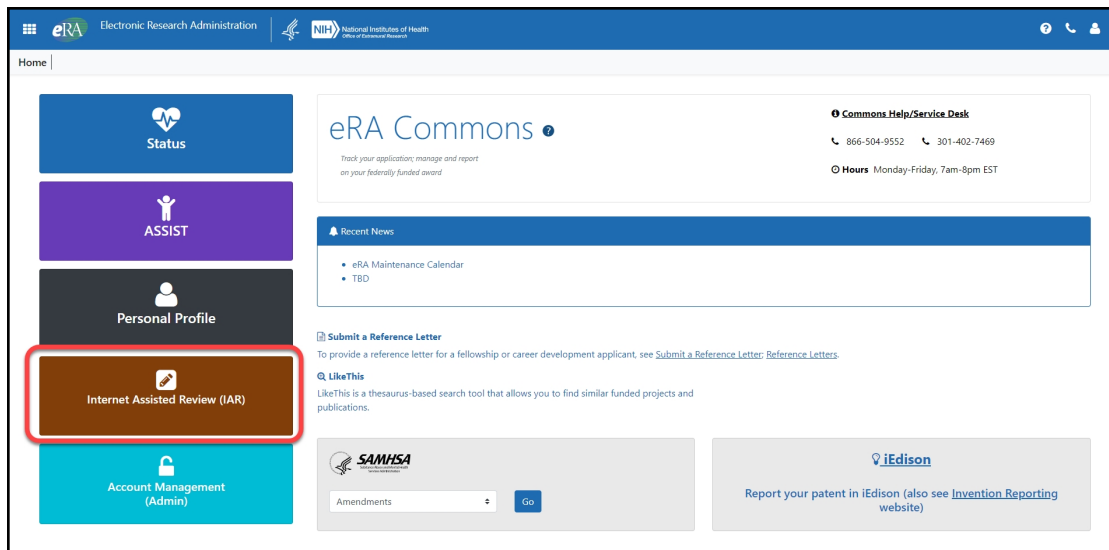 eRA
Electronic Research Administration
NIH
National Institutes of Health
Office of Extramural Research
Home
Status
ASSIST
Personal Profile
Internet Assisted Review (IAR)
Account Management
(Admin)
eRA Commons
Track your application; manage and report
on your federally funded award
Commons Help/Service Desk
866-504-9552 301-402-7469
Hours Monday-Friday, 7am-8pm EST
Recent News
eRA Maintenance Calendar
TBD
Submit a Reference Letter
To provide a reference letter for a fellowship or career development applicant, see Submit a Reference Letter; Reference Letters.
LikeThis
LikeThis is a thesaurus-based search tool that allows you to find similar funded projects and
publications.
SAMHSA
Amendments
Go
iEdison
Report your patent in iEdison (also see Invention Reporting
website)